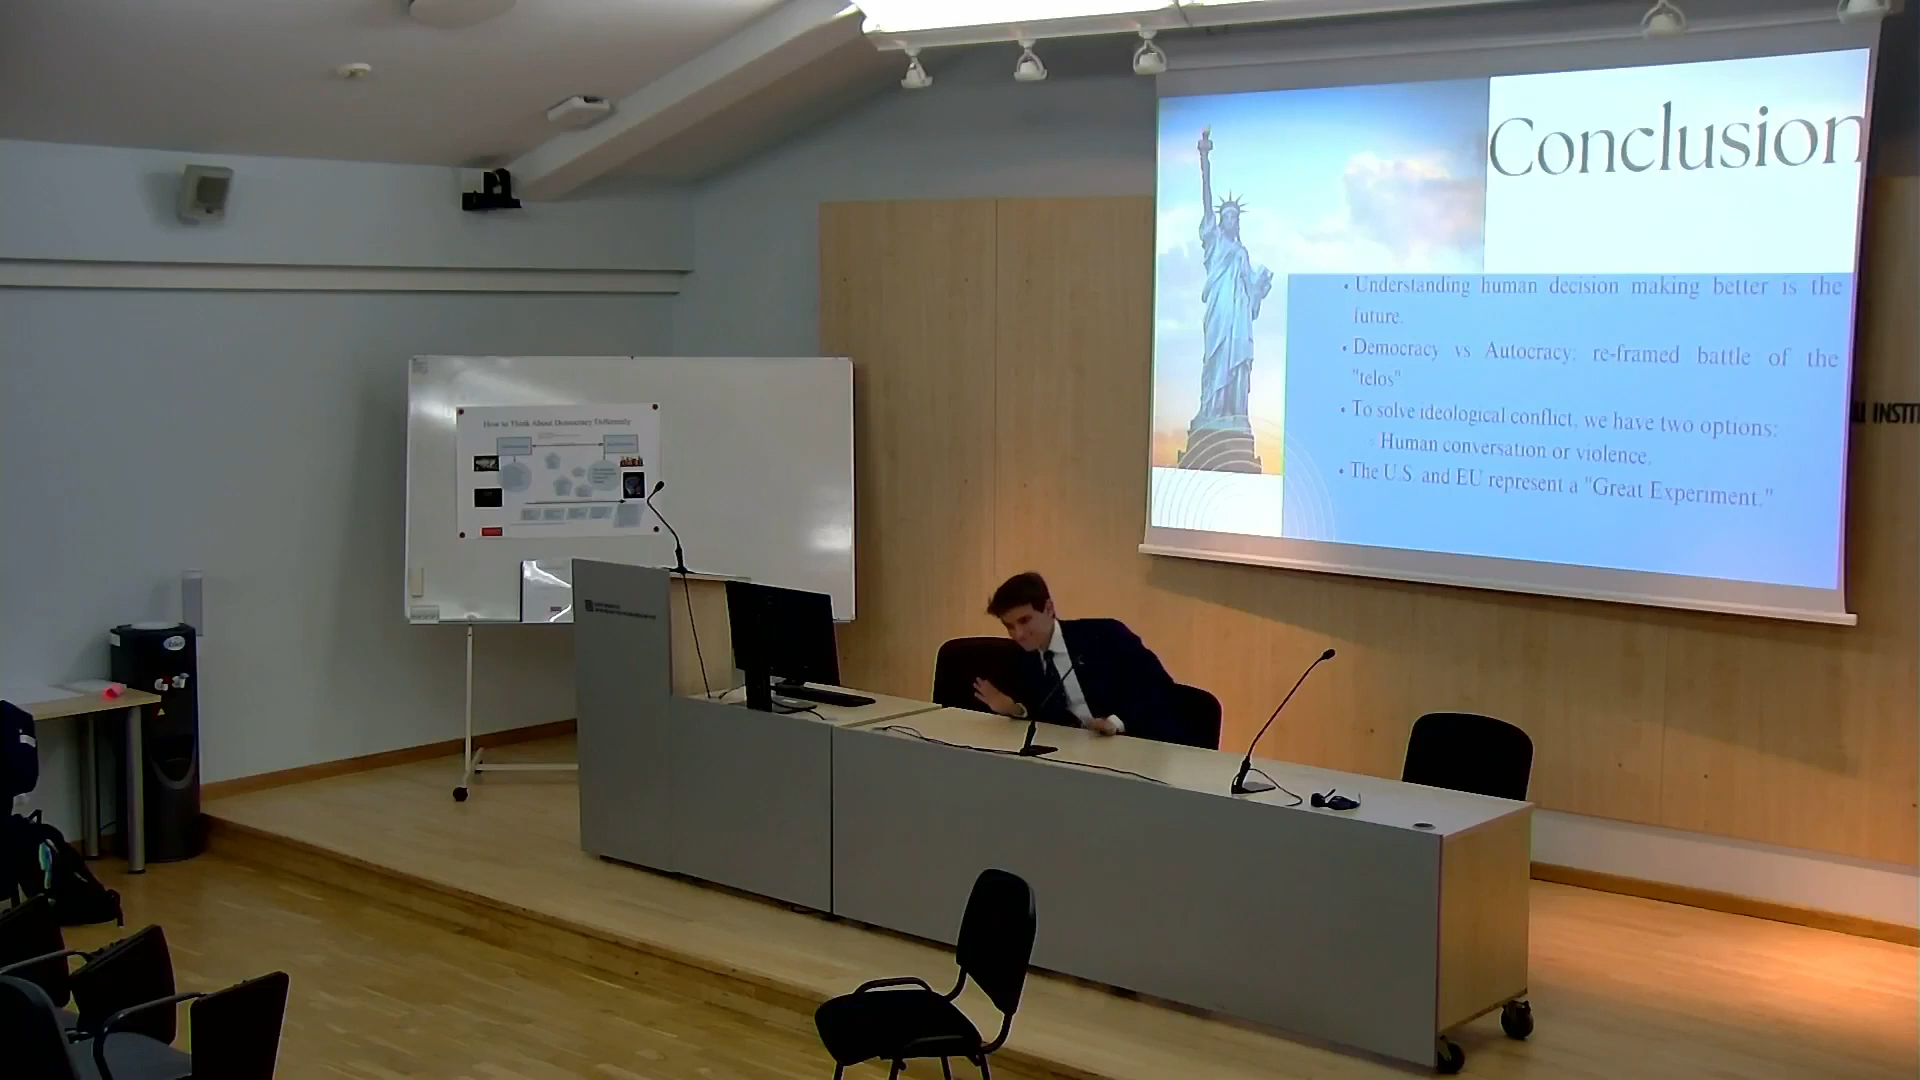 Conclusion
• Understanding human decision making better is the
future.
• Democracy vs Autocracy: re-framed battle of the
"telos"
• To solve ideological conflict, we have two options:
◦ Human conversation or violence.
• The U.S and EU represent a "Great Experiment."
How to Think About Democracy Differently
INSTI